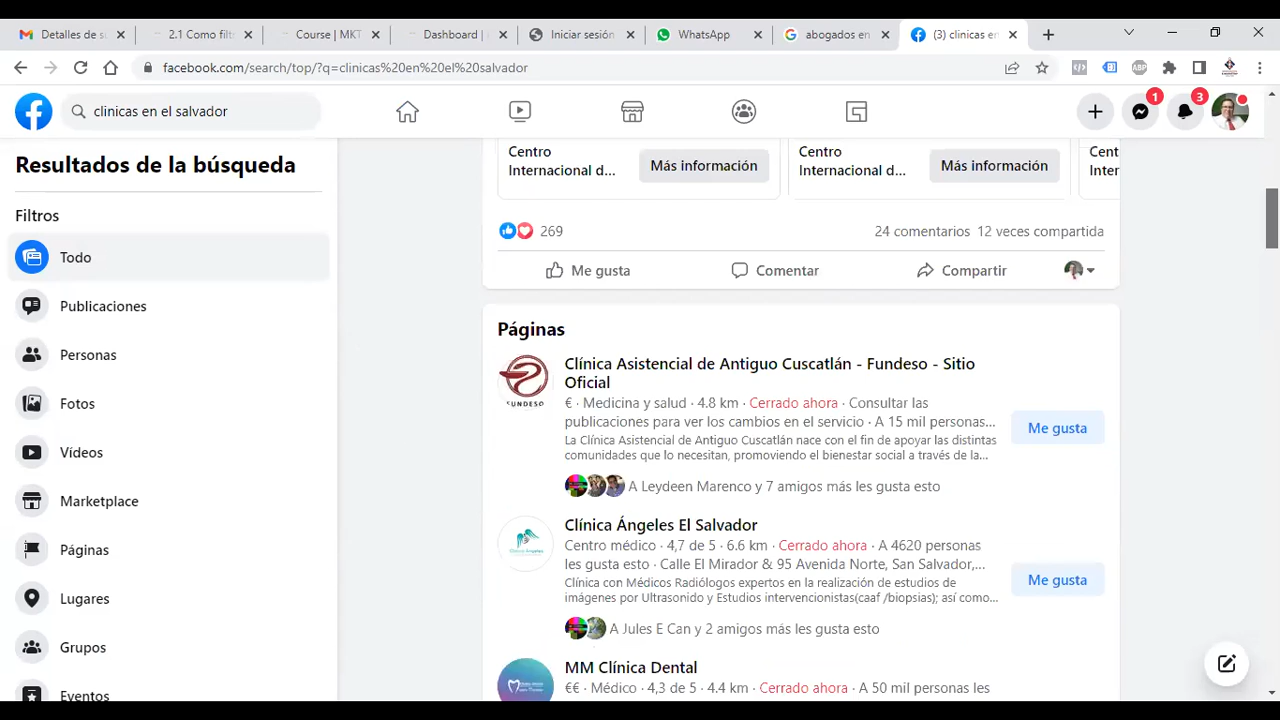 Detalles de su
2.1 Como filt
Course | MKT
Dashboard |
Iniciar sesión
WhatsApp
abogados en
(3) clinicas en
facebook.com/search/top/?q=clinicas%20en%20el%20salvador
ABP
clinicas en el salvador
1
3
Resultados de la búsqueda
Filtros
Todo
Publicaciones
Personas
Fotos
Vídeos
Marketplace
Páginas
Lugares
Grupos
Eventos
Centro
Internacional d...
Más información
Centro
Internacional d...
Más información
Cent
Inter
269
24 comentarios 12 veces compartida
Me gusta
Comentar
Compartir
Páginas
FUNDESO
Clínica Asistencial de Antiguo Cuscatlán - Fundeso - Sitio
Oficial
€ · Medicina y salud · 4.8 km · Cerrado ahora · Consultar las
publicaciones para ver los cambios en el servicio · A 15 mil personas...
La Clínica Asistencial de Antiguo Cuscatlán nace con el fin de apoyar las distintas
comunidades que lo necesitan, promoviendo el bienestar social a través de la...
A Leydeen Marenco y 7 amigos más les gusta esto
Me gusta
Clínica Ángeles El Salvador
Centro médico · 4,7 de 5 · 6.6 km · Cerrado ahora · A 4620 personas
les gusta esto · Calle El Mirador & 95 Avenida Norte, San Salvador,...
Clínica con Médicos Radiólogos expertos en la realización de estudios de
imágenes por Ultrasonido y Estudios intervencionistas(caaf /biopsias); así como...
A Jules E Can y 2 amigos más les gusta esto
Me gusta
MM Clínica Dental
€€ · Médico · 4,3 de 5 · 4.4 km · Cerrado ahora · A 50 mil personas les